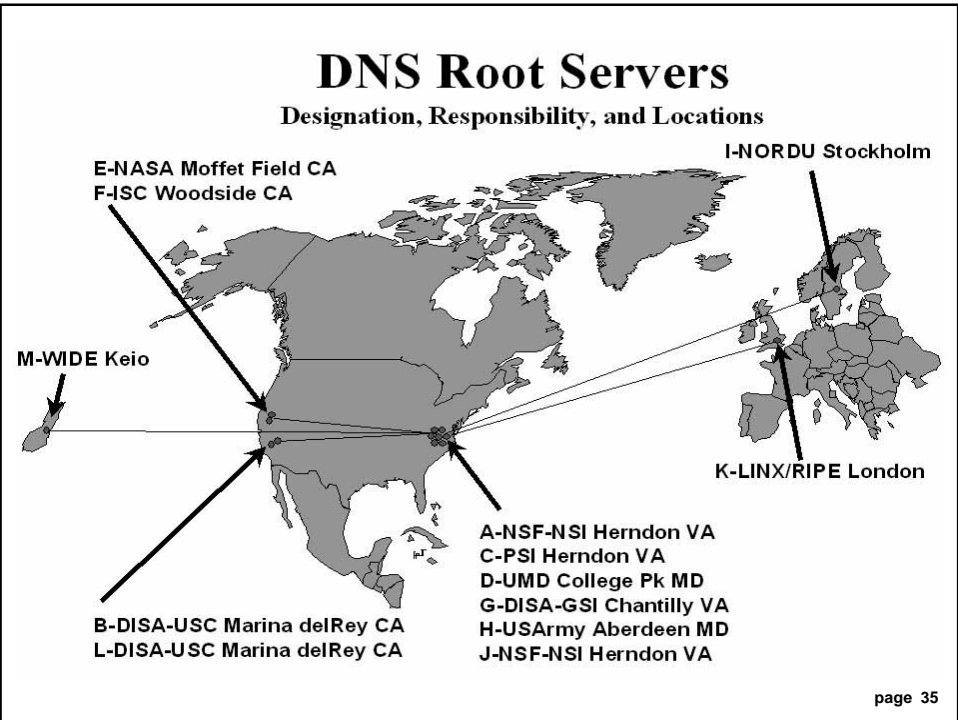 DNS Root Servers
Designation, Responsibility, and Locations
I-NORDU Stockholm
E-NASA Moffet Field CA
F-ISC Woodside CA
M-WIDE Keio
K-LINX/RIPE London
A-NSF-NSI Herndon VA
C-PSI Herndon VA
D-UMD College Pk MD
G-DISA-GSI Chantilly VA
H-USArmy Aberdeen MD
J-NSF-NSI Herndon VA
B-DISA-USC Marina delRey CA
L-DISA-USC Marina delRey CA
page 35